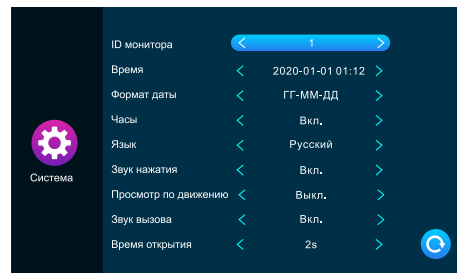 ID монитора 1
Время 2020-01-01 01:12
Формат даты ГГ-ММ-ДД
Часы Вкл.
Язык Русский
Звук нажатия Вкл.
Система
Просмотр по движению Выкл.
Звук вызова Вкл.
Время открытия 2s